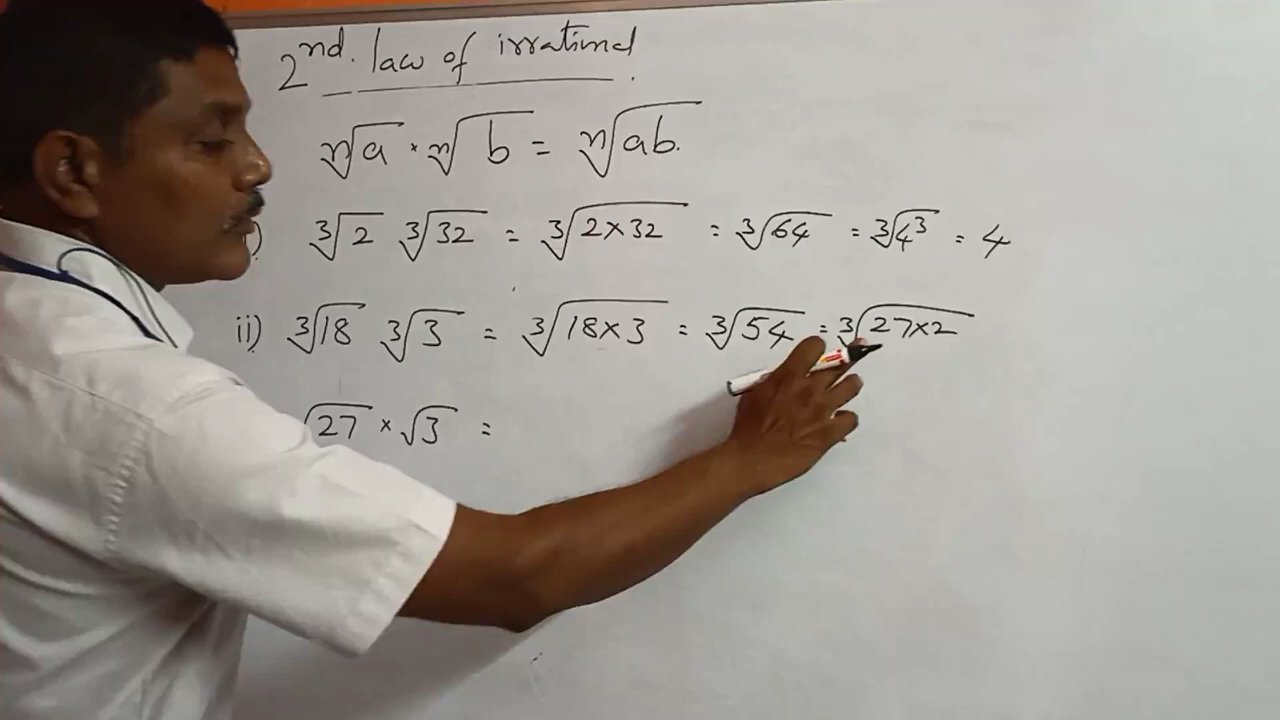 2nd. law of irrational
ⁿ√a · ⁿ√b = ⁿ√ab.
) ³√2 ³√32 = ³√2×32 = ³√64 = ³√4³ = 4
ii) ³√18 ³√3 = ³√18×3 = ³√54 = ³√27×2
√27 × √3 =